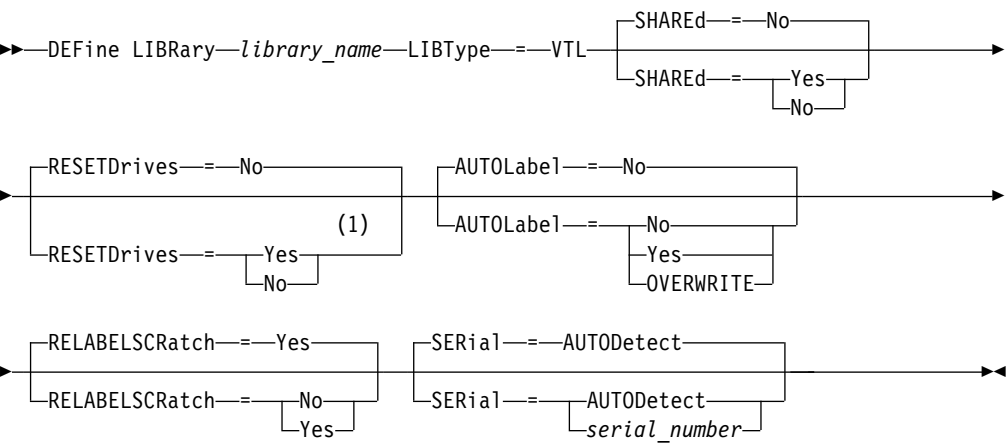 SHAREd = No
DEFine LIBRary library_name LIBType = VTL
SHAREd = Yes
No
RESETDrives = No AUTOLabel = No
(1)
RESETDrives = Yes AUTOLabel = No
No Yes
OVERWRITE
RELABELSCRatch = Yes SERial = AUTODetect
RELABELSCRatch = No SERial = AUTODetect
Yes serial_number